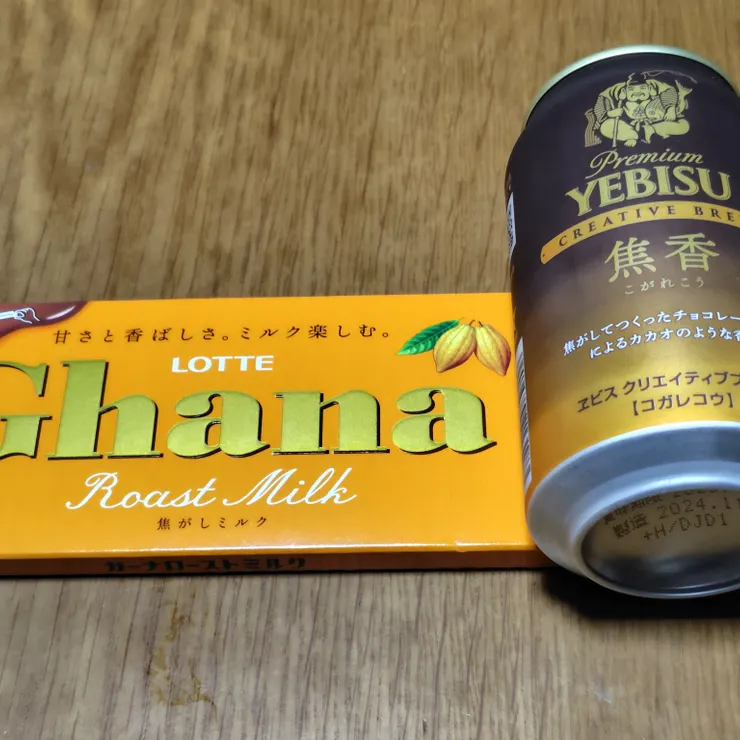 甘さと香ばしさ。ミルク楽しむ。
LOTTE
Ghana
Roast Milk
焦がしミルク
ガーナローストミルク
Premium
YEBISU
CREATIVE BRE
焦香
こがれこう
焦がしてつくったチョコレー
によるカカオのような香
ヱビス クリエイティブブ
【コガレコウ】
製造 2024.1
+H/DJD1